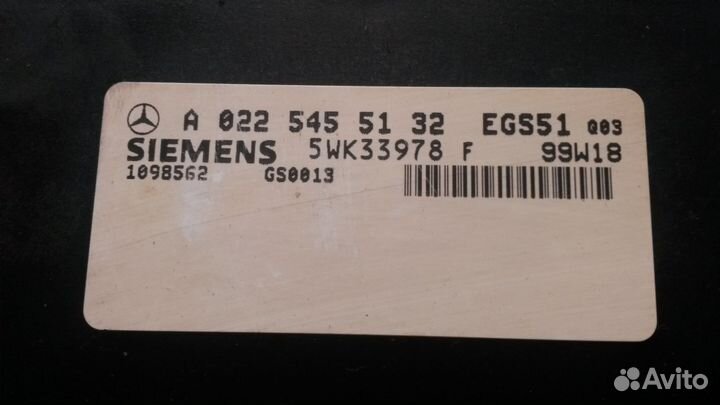 A 022 545 51 32 EGS51 Q03
SIEMENS 5WK33978 F 99W18
1098562 GS0013
Avito